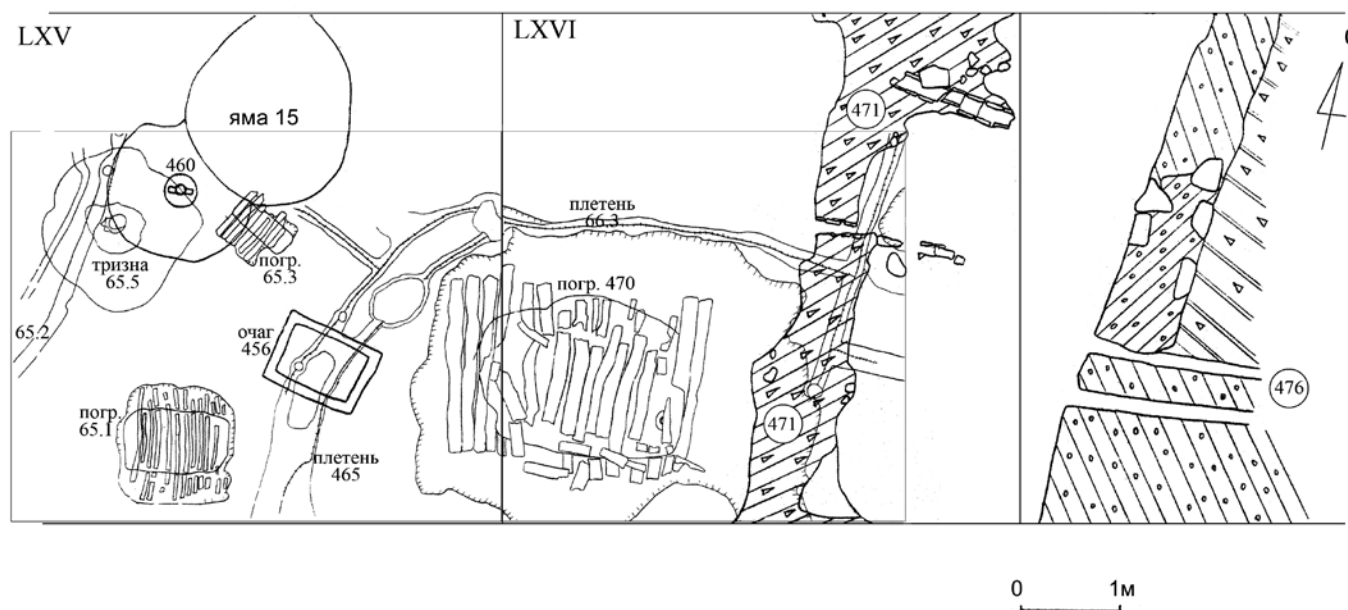 LXV
LXVI
яма 15
471
460
плетень
66.3
тризна
65.5
погр.
65.3
погр. 470
65.2
очаг
456
476
погр.
65.1
471
плетень
465
0 1м